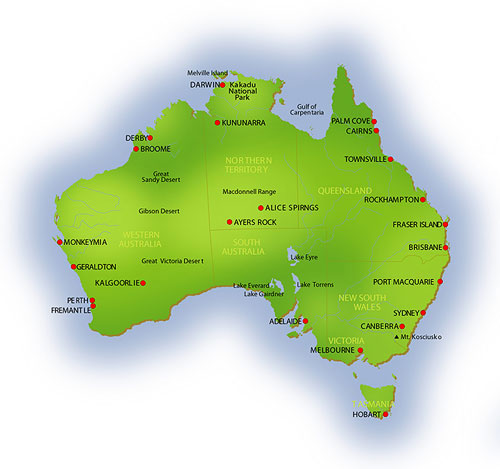 Melville Island
DARWIN
Kakadu
National
Park
Gulf of
Carpentaria
KUNUNARRA
PALM COVE
CAIRNS
DERBY
BROOME
TOWNSVILLE
NORTHERN
TERRITORY
Great
Sandy Desert
Macdonnell Range
QUEENSLAND
ROCKHAMPTON
ALICE SPIRNGS
Gibson Desert
AYERS ROCK
FRASER ISLAND
WESTERN
AUSTRALIA
MONKEYMIA
SOUTH
AUSTRALIA
BRISBANE
Lake Eyre
Great Victoria Desert
GERALDTON
KALGOORLIE
Lake Everard
Lake Torrens
PORT MACQUARIE
Lake Gairdner
PERTH
FREMANTLE
NEW SOUTH
WALES
SYDNEY
ADELAIDE
CANBERRA
Mt. Kosciusko
VICTORIA
MELBOURNE
TASMANIA
HOBART